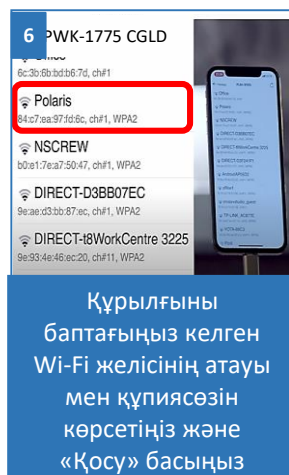 6
PWK-1775 CGLD
Office
6c:3b:6b:bd:b6:7d, ch#1
Polaris
84:c7:ea:97:fd:6c, ch#1, WPA2
NSCREW
b0:e1:7e:a7:50:47, ch#1, WPA2
DIRECT-D3BB07EC
9e:ae:d3:bb:87:ec, ch#1, WPA2
DIRECT-t8WorkCentre 3225
9e:93:4e:46:ec:20, ch#11, WPA2
Құрылғыны
баптағыңыз келген
Wi-Fi желісінің атауы
мен құпиясөзін
көрсетіңіз және
«Қосу» басыңыз